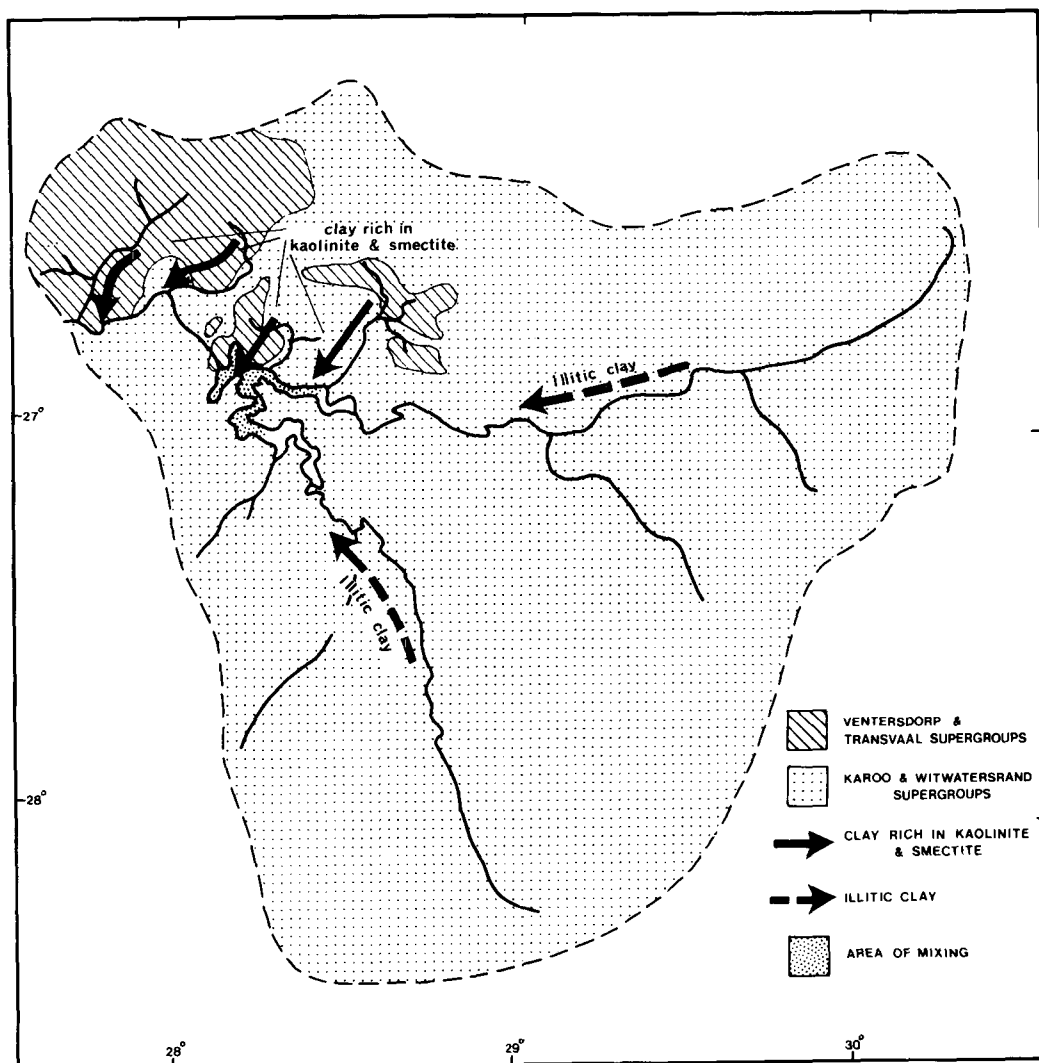 clay rich in
kaolinite & smectite
Illitic clay
27°
Illitic clay
VENTERSDORP &
TRANSVAAL SUPERGROUPS
KAROO & WITWATERSRAND
SUPERGROUPS
28°
CLAY RICH IN KAOLINITE
& SMECTITE
ILLITIC CLAY
AREA OF MIXING
28°
29°
30°